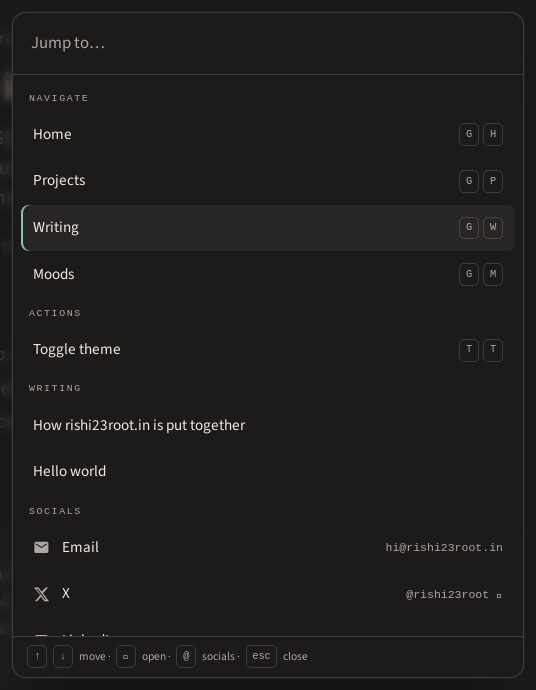 Jump to…
NAVIGATE
Home G H
Projects G P
Writing G W
Moods G M
ACTIONS
Toggle theme T T
WRITING
How rishi23root.in is put together
Hello world
SOCIALS
Email hi@rishi23root.in
X @rishi23root
↑ ↓ move · open · @ socials · esc close